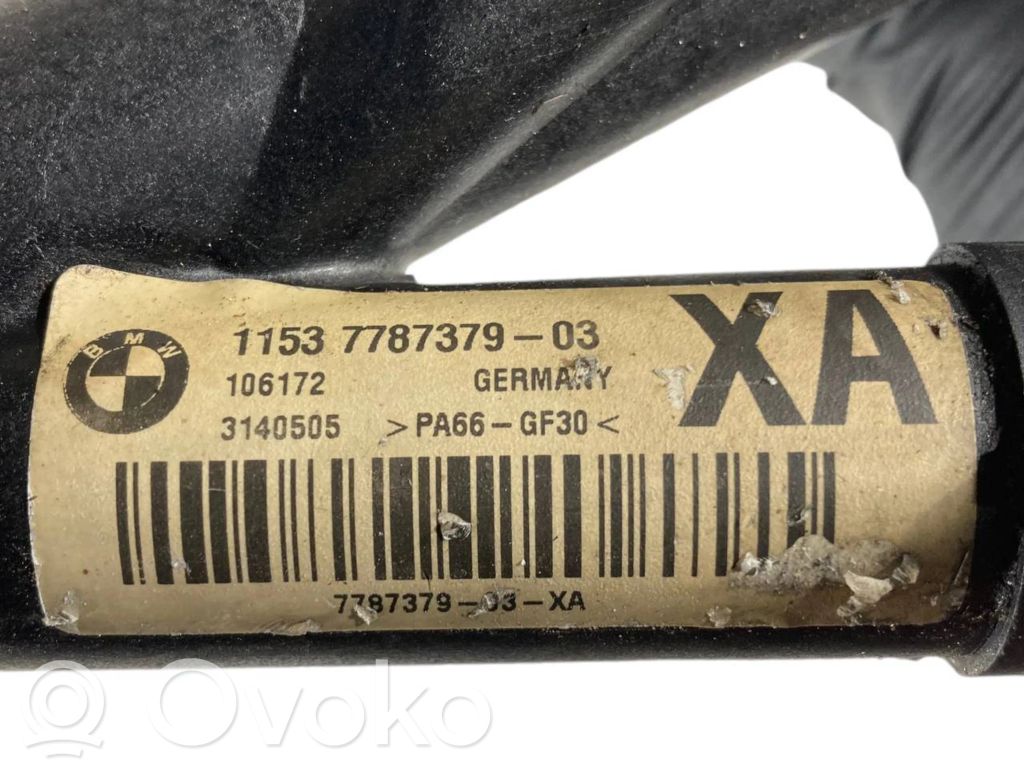 BMW
1153 7787379-03
XA
106172 GERMANY
3140505 >PA66-GF30<
7787379-03-XA
Ovoko